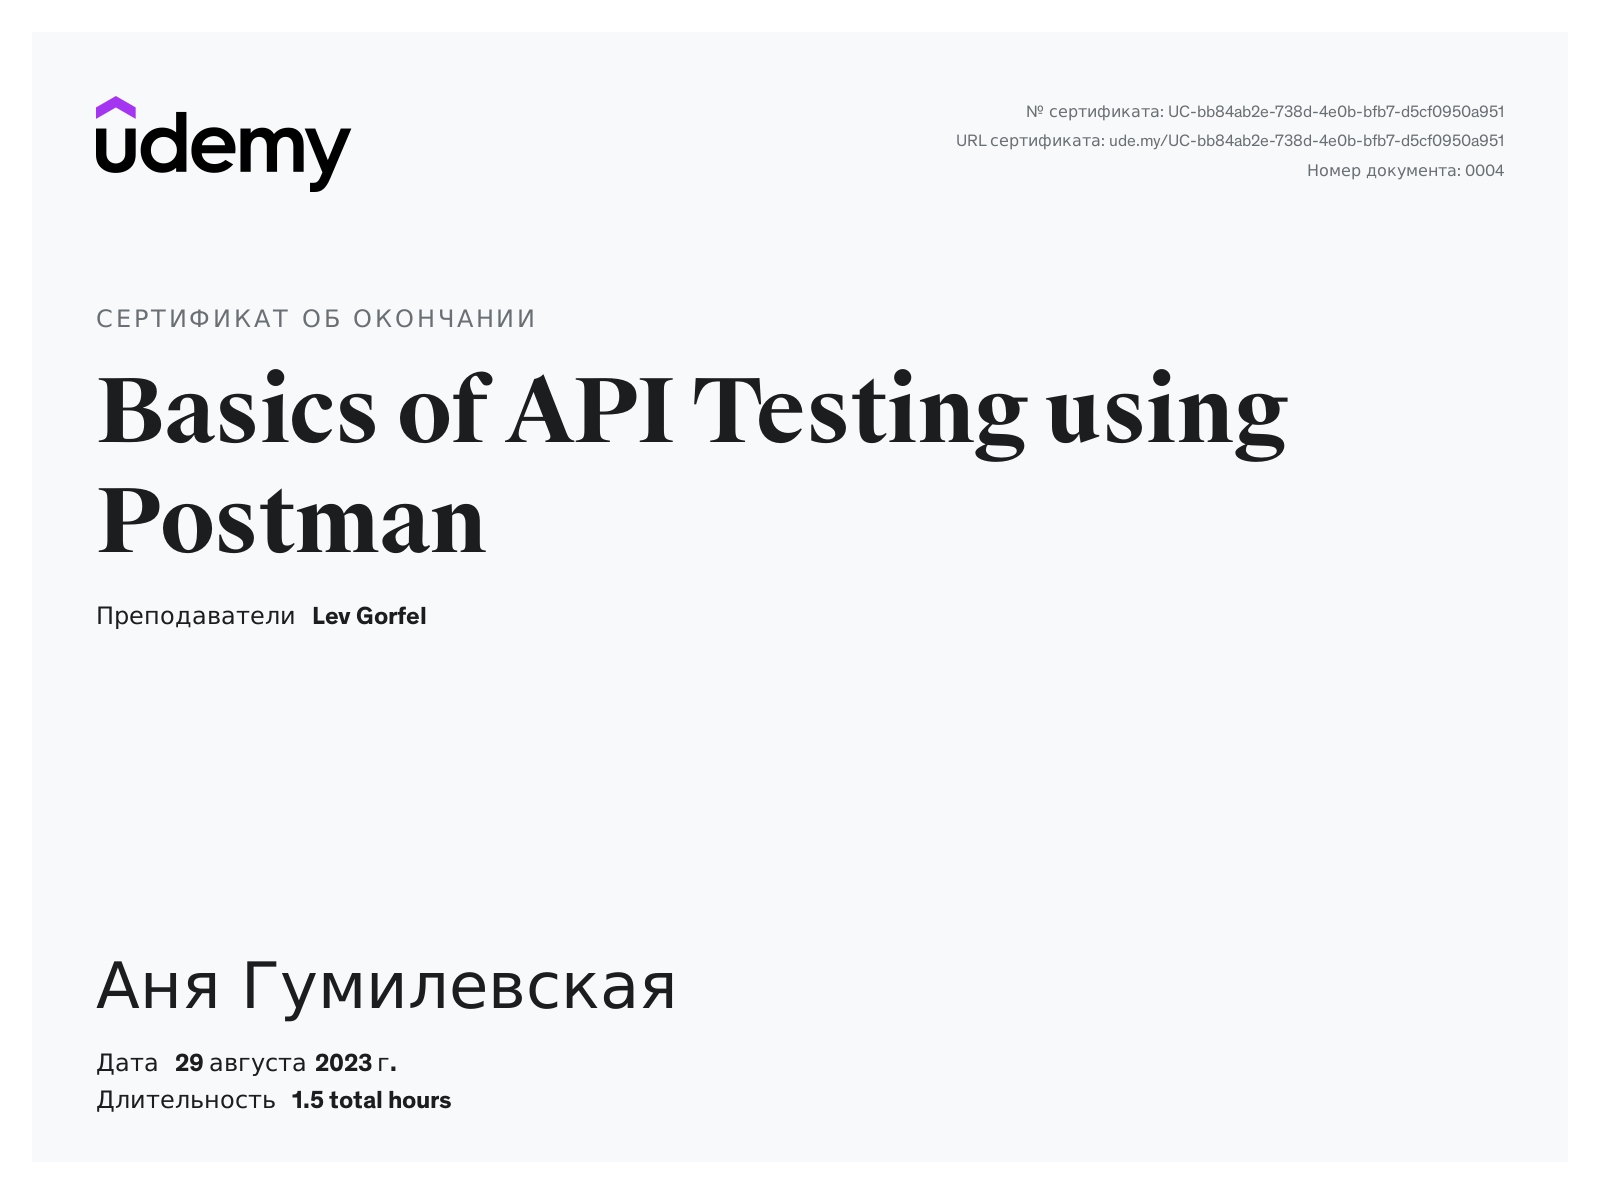 udemy
№ сертификата: UC-bb84ab2e-738d-4e0b-bfb7-d5cf0950a951
URL сертификата: ude.my/UC-bb84ab2e-738d-4e0b-bfb7-d5cf0950a951
Номер документа: 0004
СЕРТИФИКАТ ОБ ОКОНЧАНИИ
Basics of API Testing using
Postman
Преподаватели Lev Gorfel
Аня Гумилевская
Дата 29 августа 2023 г.
Длительность 1.5 total hours